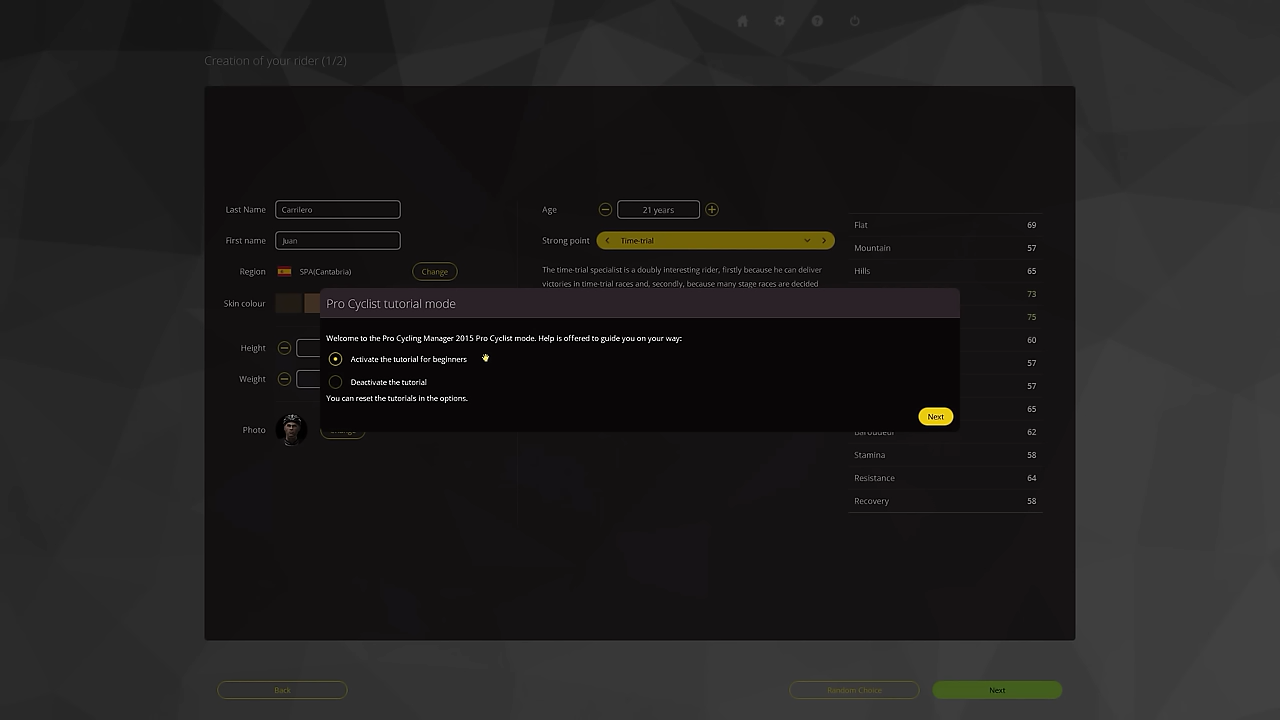 Creation of your rider (1/2)
Last Name
Carrilero
First name
Juan
Region
SPA(Cantabria)
Change
Skin colour
Height
Weight
Photo
Age
21 years
Strong point
Time-trial
The time-trial specialist is a doubly interesting rider, firstly because he can deliver
victories in time-trial races and, secondly, because many stage races are decided
Flat 69
Mountain 57
Hills 65
73
75
60
57
57
65
62
Stamina 58
Resistance 64
Recovery 58
Pro Cyclist tutorial mode
Welcome to the Pro Cycling Manager 2015 Pro Cyclist mode. Help is offered to guide you on your way:
Activate the tutorial for beginners
Deactivate the tutorial
You can reset the tutorials in the options.
Next
Back
Random Choice
Next